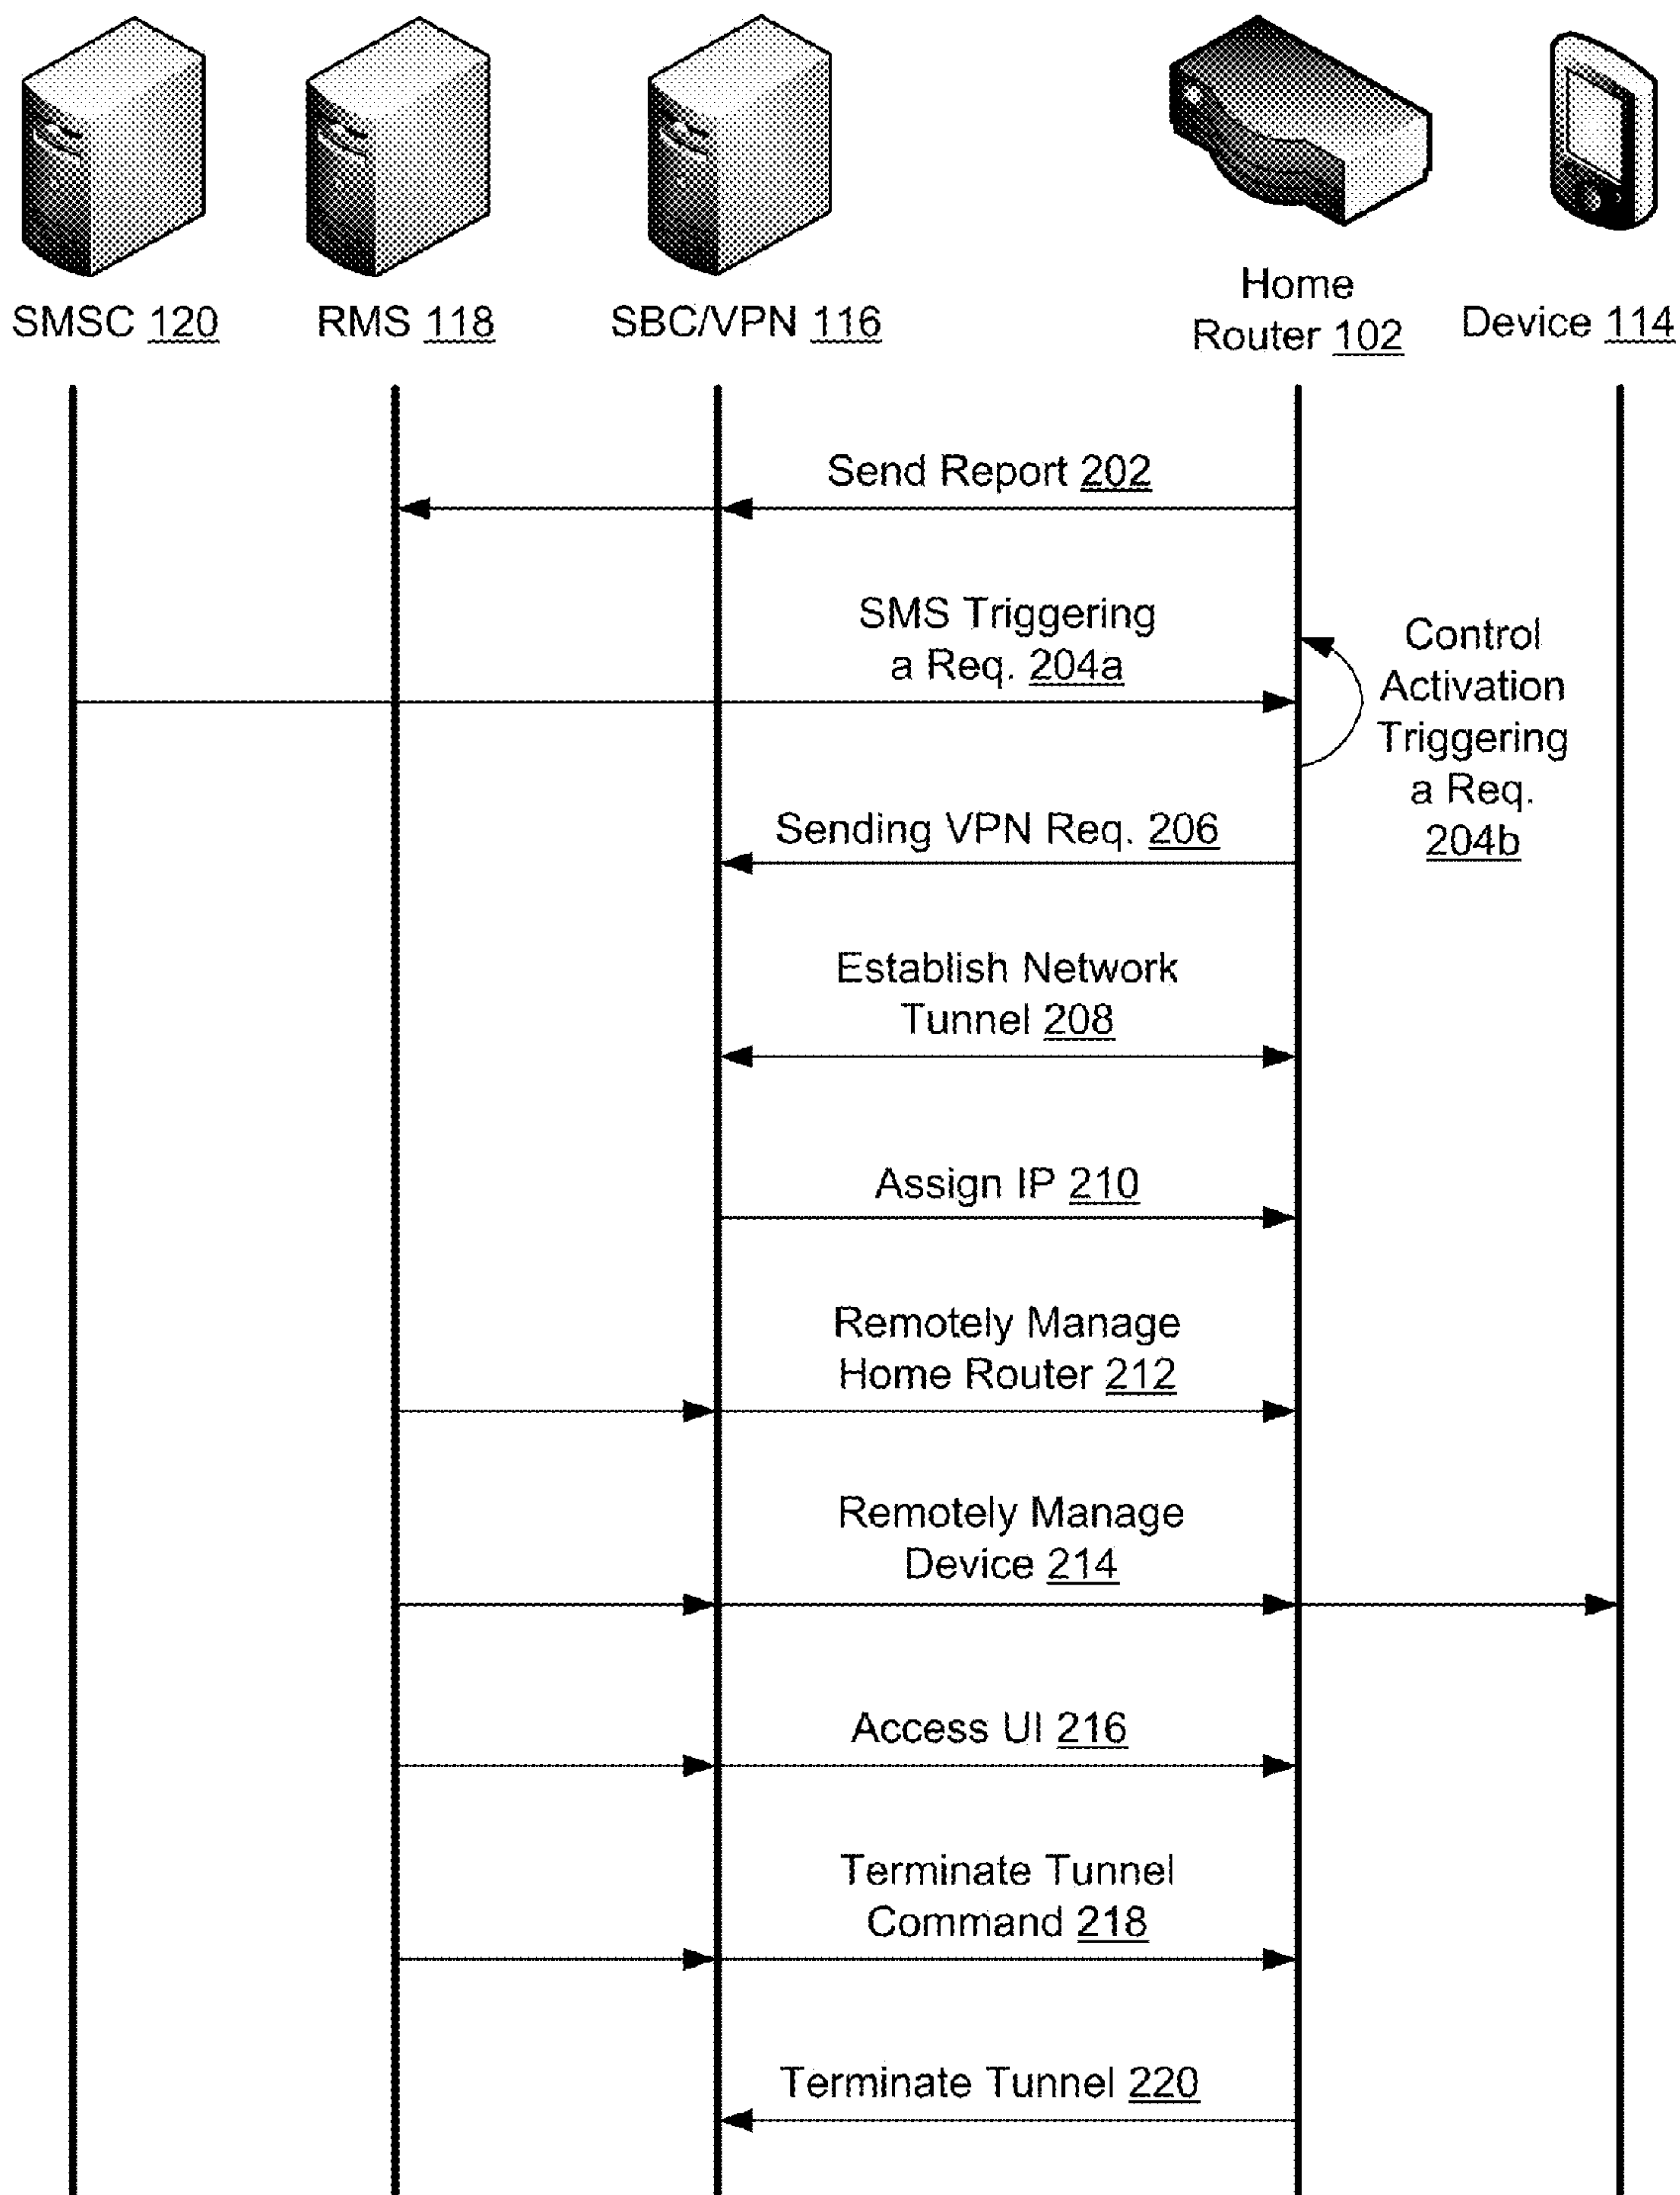 SMSC 120
RMS 118
SBC/VPN 116
Home
Router 102
Device 114
Send Report 202
SMS Triggering
a Req. 204a
Control
Activation
Triggering
a Req.
204b
Sending VPN Req. 206
Establish Network
Tunnel 208
Assign IP 210
Remotely Manage
Home Router 212
Remotely Manage
Device 214
Access UI 216
Terminate Tunnel
Command 218
Terminate Tunnel 220